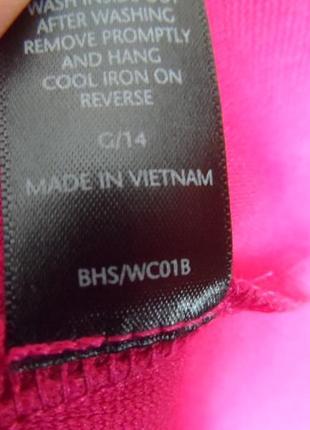 WASH INSIDE OUT
AFTER WASHING
REMOVE PROMPTLY
AND HANG
COOL IRON ON
REVERSE
G/14
MADE IN VIETNAM
BHS/WC01B